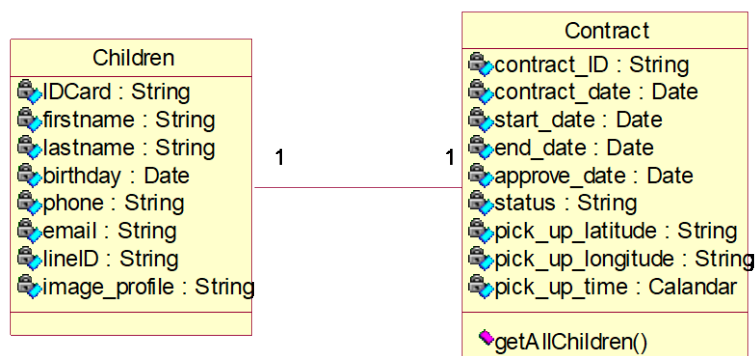 Children
IDCard : String
firstname : String
lastname : String
birthday : Date
phone : String
email : String
lineID : String
image_profile : String
1
1
Contract
contract_ID : String
contract_date : Date
start_date : Date
end_date : Date
approve_date : Date
status : String
pick_up_latitude : String
pick_up_longitude : String
pick_up_time : Calandar
getAllChildren()